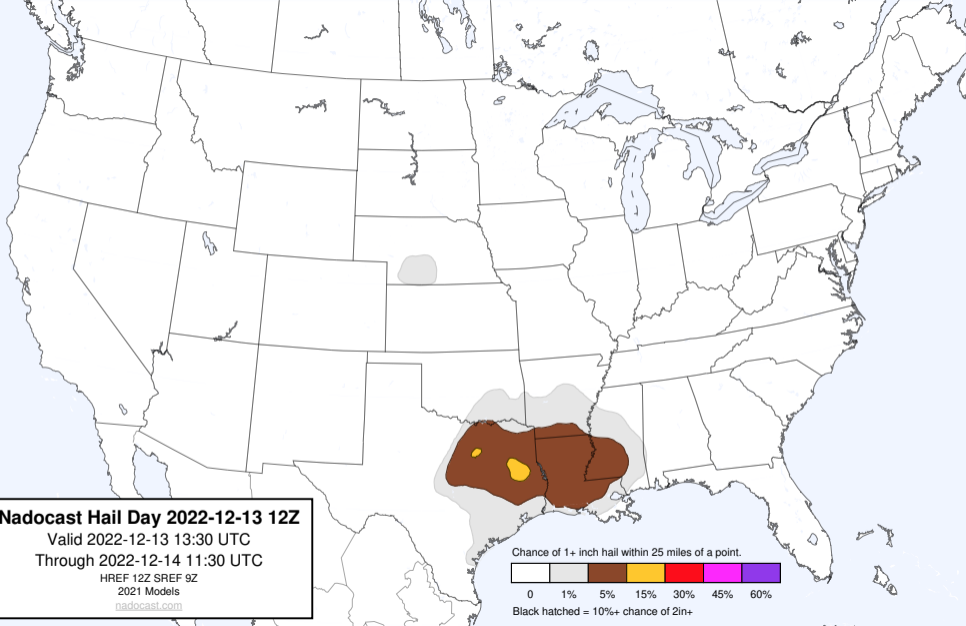 Nadocast Hail Day 2022-12-13 12Z
Valid 2022-12-13 13:30 UTC
Through 2022-12-14 11:30 UTC
HREF 12Z SREF 9Z
2021 Models
nadocast.com
Chance of 1+ inch hail within 25 miles of a point.
0 1% 5% 15% 30% 45% 60%
Black hatched = 10%+ chance of 2in+